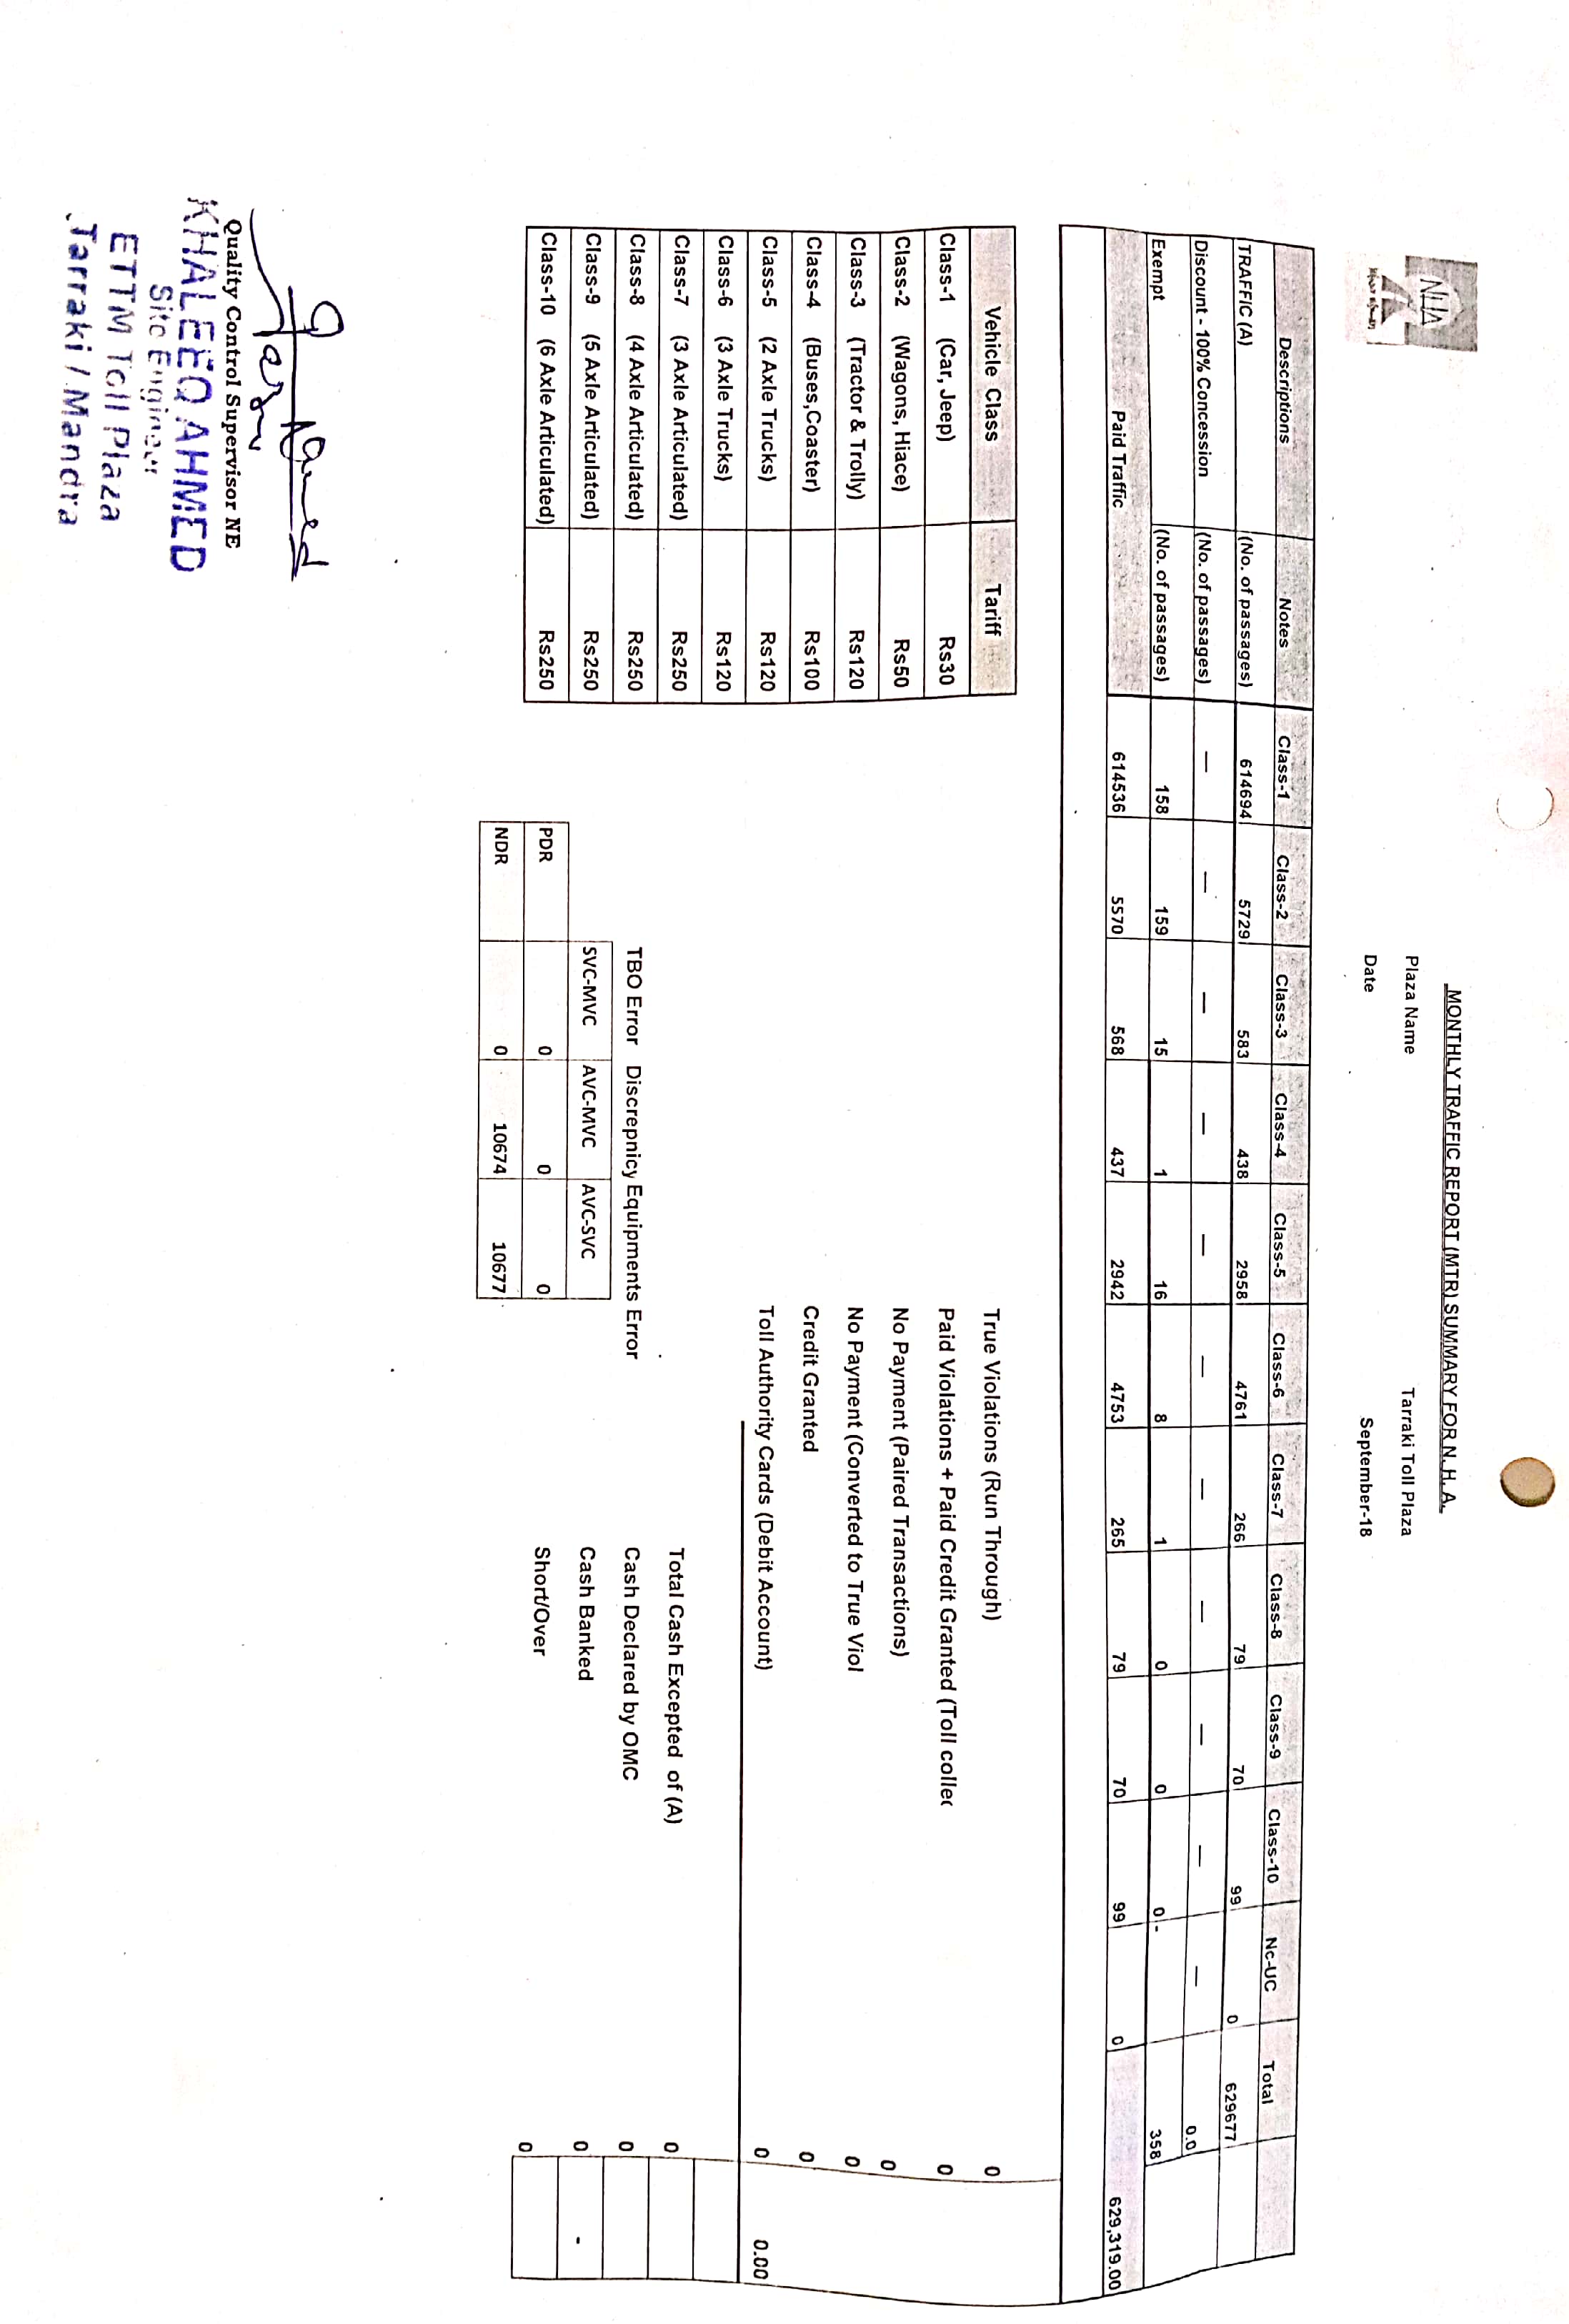 NHA
MONTHLY TRAFFIC REPORT (MTR) SUMMARY FOR N. H. A.
Plaza Name Tarraki Toll Plaza
Date September-18
Descriptions Notes Class-1 Class-2 Class-3 Class-4 Class-5 Class-6 Class-7 Class-8 Class-9 Class-10 Nc-UC Total
TRAFFIC (A) (No. of passages) 614694 5729 583 438 2958 4761 266 79 70 99 0 629677
Discount - 100% Concession (No. of passages) — — — — — — — — — — — 0.0
Exempt (No. of passages) 158 159 15 1 16 8 1 0 0 0 - 358
Paid Traffic 614536 5570 568 437 2942 4753 265 79 70 99 0 629,319.00
Vehicle Class Tariff
Class-1 (Car, Jeep) Rs30
Class-2 (Wagons, Hiace) Rs50
Class-3 (Tractor & Trolly) Rs120
Class-4 (Buses,Coaster) Rs100
Class-5 (2 Axle Trucks) Rs120
Class-6 (3 Axle Trucks) Rs120
Class-7 (3 Axle Articulated) Rs250
Class-8 (4 Axle Articulated) Rs250
Class-9 (5 Axle Articulated) Rs250
Class-10 (6 Axle Articulated) Rs250
True Violations (Run Through) 0
Paid Violations + Paid Credit Granted (Toll collec 0
No Payment (Paired Transactions) 0
No Payment (Converted to True Viol 0
Credit Granted 0
Toll Authority Cards (Debit Account) 0 0.00
TBO Error Discrepnicy Equipments Error
SVC-MVC AVC-MVC AVC-SVC
PDR 0 0 0
NDR 0 10674 10677
Total Cash Excepted of (A) 0
Cash Declared by OMC 0
Cash Banked 0 -
Short/Over 0
Quality Control Supervisor NE
KHALEEQ AHMED
Site Engineer
ETTM Toll Plaza
Tarraki / Mandra